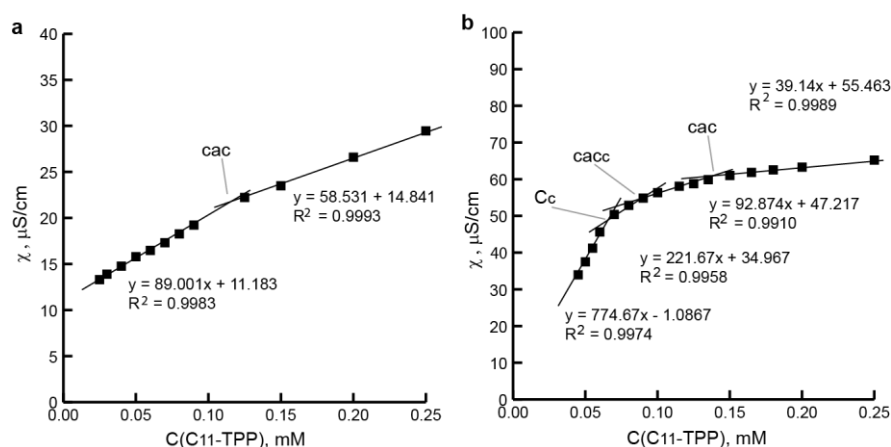 a
40
35
30
25
20
15
10
5
0
χ , µS/cm
cac
y = 58.531 + 14.841
R² = 0.9993
y = 89.001x + 11.183
R² = 0.9983
0.00 0.05 0.10 0.15 0.20 0.25
C(C11-TPP), mM
b
100
90
80
70
60
50
40
30
20
10
0
χ , µS/cm
y = 39.14x + 55.463
R² = 0.9989
cac
cacc
Cc
y = 92.874x + 47.217
R² = 0.9910
y = 221.67x + 34.967
R² = 0.9958
y = 774.67x - 1.0867
R² = 0.9974
0.00 0.05 0.10 0.15 0.20 0.25
C(C11-TPP), mM